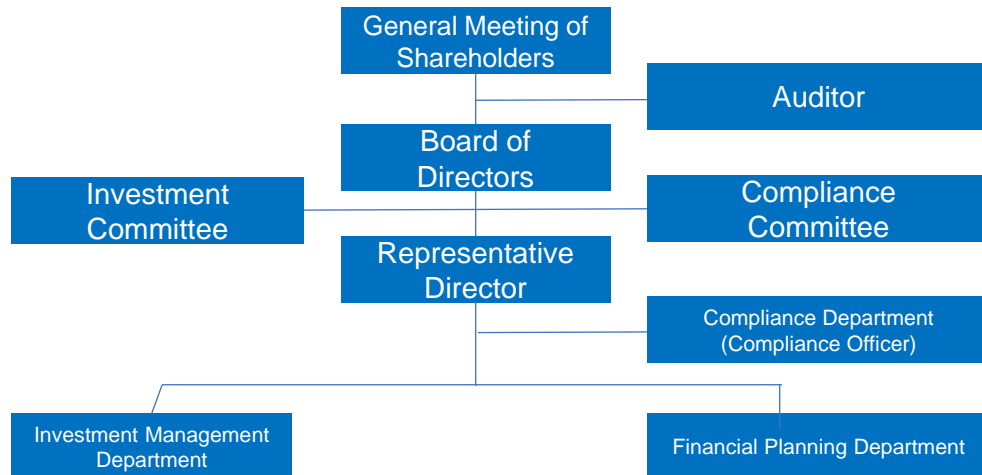 General Meeting of
Shareholders
Auditor
Board of
Directors
Investment
Committee
Compliance
Committee
Representative
Director
Compliance Department
(Compliance Officer)
Investment Management
Department
Financial Planning Department